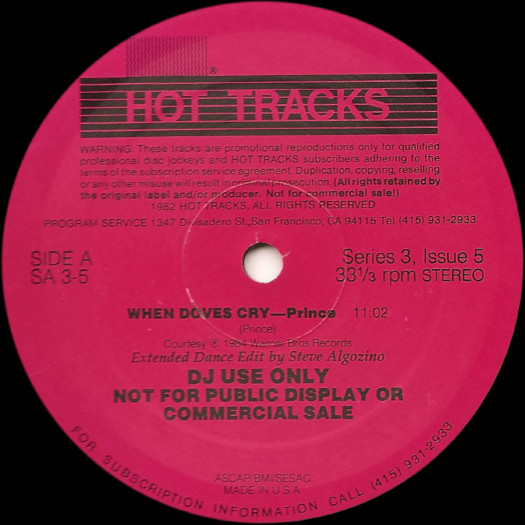 ®
HOT TRACKS
WARNING: These tracks are promotional reproductions only for qualified
professional disc jockeys and HOT TRACKS subscribers adhering to the
terms of the subscription service agreement. Duplication, copying, reselling
or any other misuse will result in criminal prosecution. (All rights retained by
the original label and/or producer. Not for commercial sale!)
1982 HOT TRACKS, ALL RIGHTS RESERVED
PROGRAM SERVICE 1347 Divisadero St., San Francisco, CA 94115 Tel (415) 931-2933
SIDE A
SA 3-5
Series 3, Issue 5
33⅓ rpm STEREO
WHEN DOVES CRY—Prince 11:02
(Prince)
Courtesy ℗ 1984 Warner Bros Records
Extended Dance Edit by Steve Algozino
DJ USE ONLY
NOT FOR PUBLIC DISPLAY OR
COMMERCIAL SALE
ASCAP/BMI/SESAC
MADE IN U.S.A.
FOR SUBSCRIPTION INFORMATION CALL (415) 931-2933